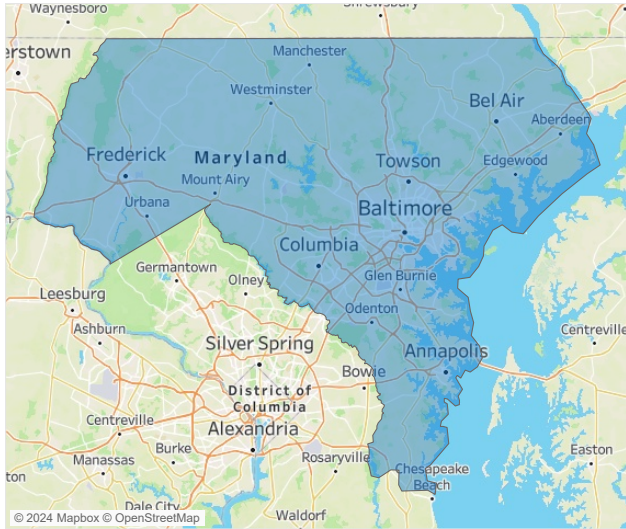 Waynesboro
Shrewsbury
erstown
Manchester
Westminster
Bel Air
Aberdeen
Frederick
Maryland
Towson
Edgewood
Mount Airy
Urbana
Baltimore
Columbia
Germantown
Glen Burnie
Olney
Leesburg
Odenton
Ashburn
Centreville
Silver Spring
Annapolis
Bowie
District of
Columbia
Centreville
Alexandria
Burke
Easton
Manassas
Rosaryville
Chesapeake
Beach
ton
Dale City
Waldorf
© 2024 Mapbox © OpenStreetMap